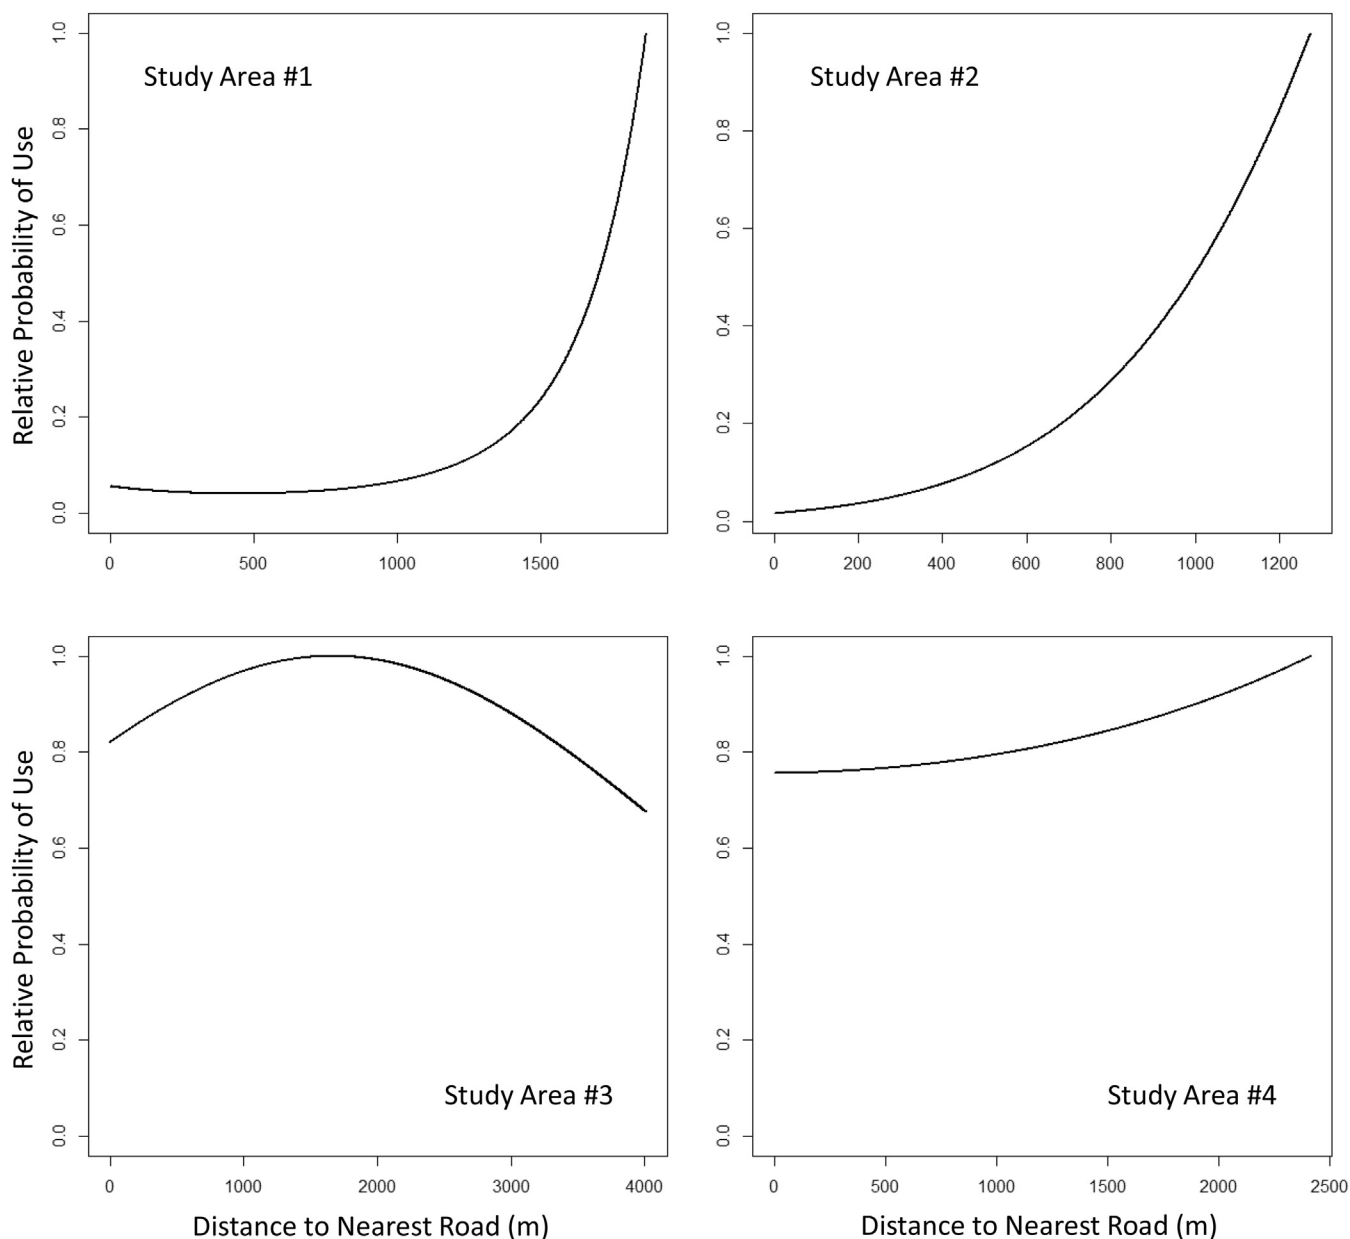 Relative Probability of Use
1.0
0.8
0.6
0.4
0.2
0.0
Study Area #1
0 500 1000 1500
1.0
0.8
0.6
0.4
0.2
0.0
Study Area #2
0 200 400 600 800 1000 1200
Relative Probability of Use
1.0
0.8
0.6
0.4
0.2
0.0
Study Area #3
0 1000 2000 3000 4000
Distance to Nearest Road (m)
1.0
0.8
0.6
0.4
0.2
0.0
Study Area #4
0 500 1000 1500 2000 2500
Distance to Nearest Road (m)